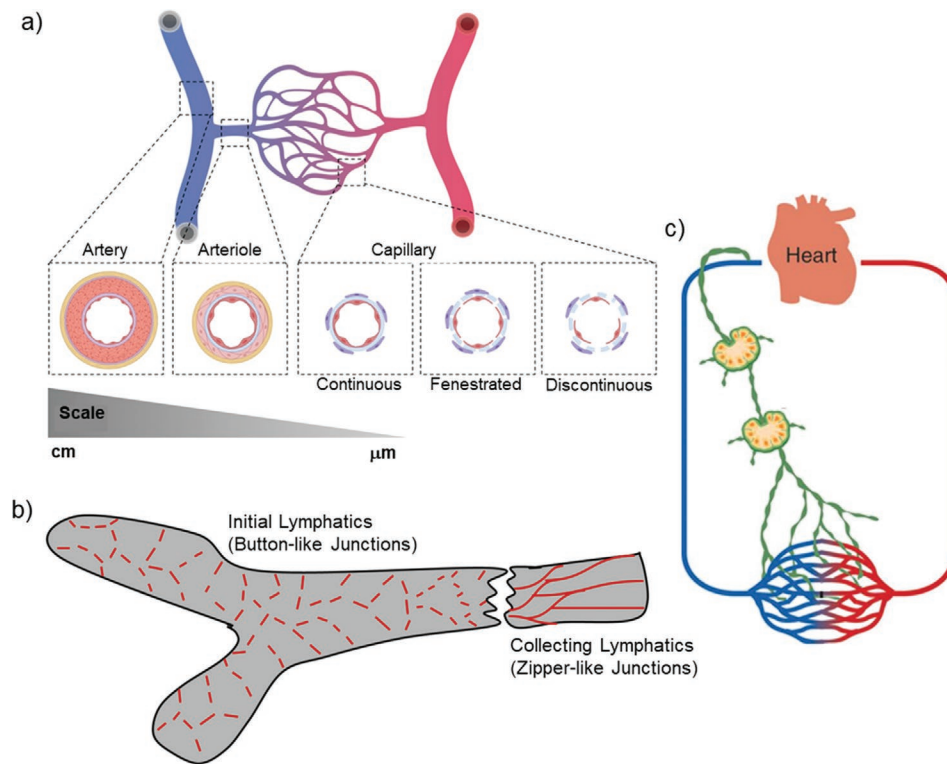 a)
Artery
Arteriole
Capillary
Continuous
Fenestrated
Discontinuous
Scale
cm
μm
b)
Initial Lymphatics
(Button-like Junctions)
Collecting Lymphatics
(Zipper-like Junctions)
c)
Heart